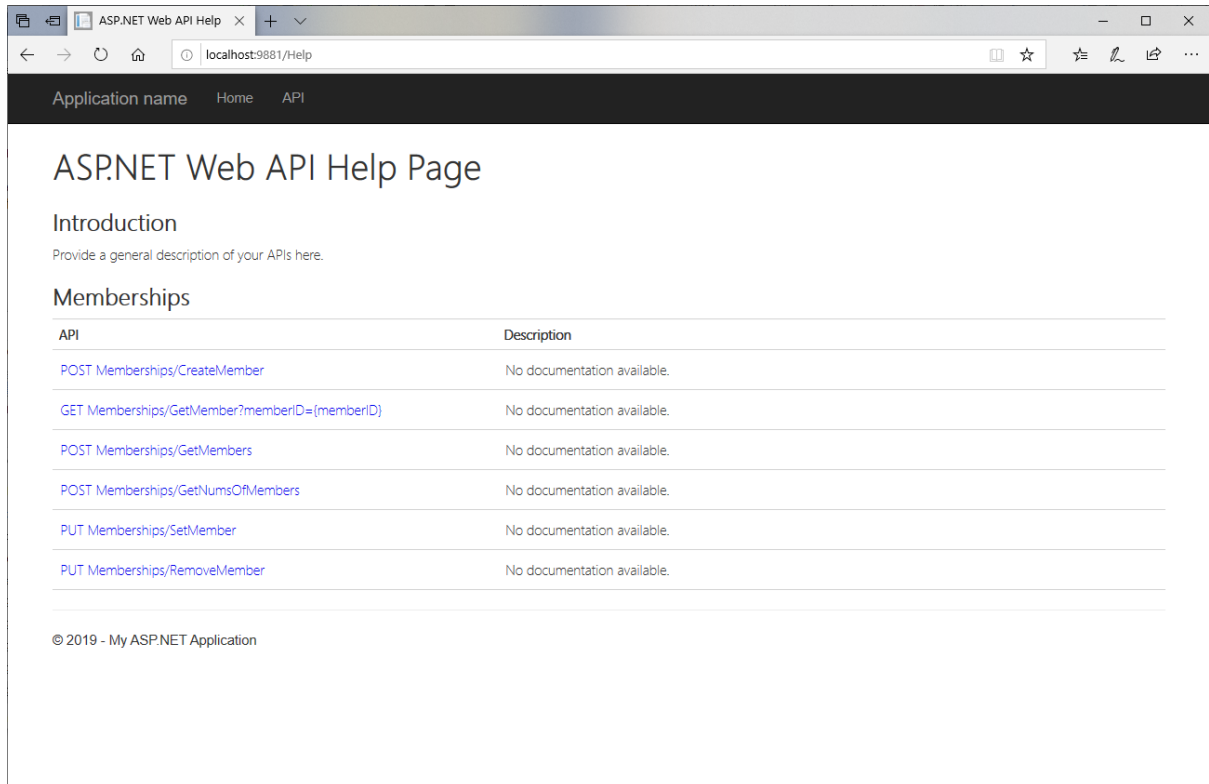 ASP.NET Web API Help
localhost:9881/Help
Application name Home API
ASP.NET Web API Help Page
Introduction
Provide a general description of your APIs here.
Memberships
API Description
POST Memberships/CreateMember No documentation available.
GET Memberships/GetMember?memberID={memberID} No documentation available.
POST Memberships/GetMembers No documentation available.
POST Memberships/GetNumsOfMembers No documentation available.
PUT Memberships/SetMember No documentation available.
PUT Memberships/RemoveMember No documentation available.
© 2019 - My ASP.NET Application